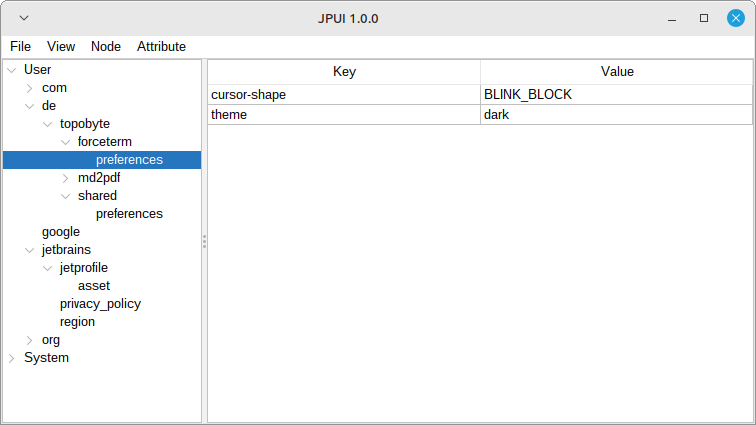 JPUI 1.0.0
File View Node Attribute
User
com
de
topobyte
forceterm
preferences
md2pdf
shared
preferences
google
jetbrains
jetprofile
asset
privacy_policy
region
org
System
Key Value
cursor-shape BLINK_BLOCK
theme dark